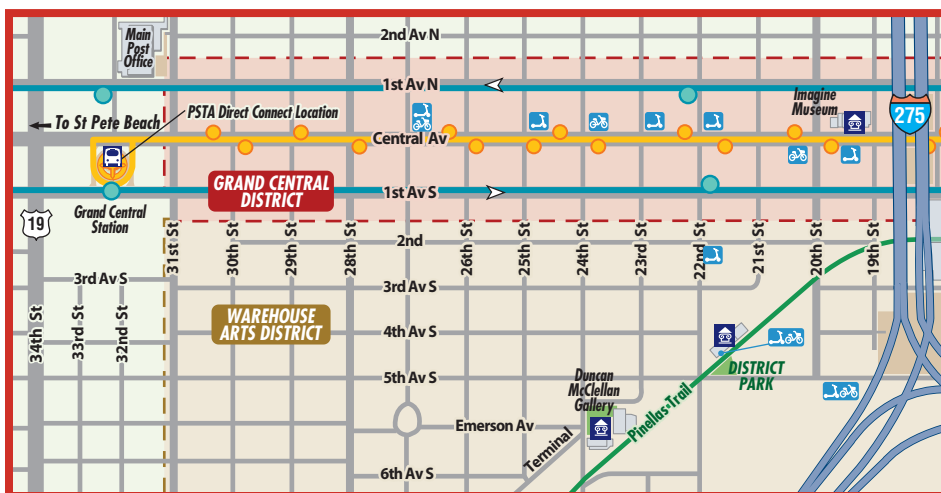 2nd Av N
Main
Post
Office
1st Av N
Imagine
Museum
275
PSTA Direct Connect Location
To St Pete Beach
Central Av
GRAND CENTRAL
DISTRICT
1st Av S
Grand Central
Station
19
2nd
34th St
33rd St
32nd St
31st St
30th St
29th St
28th St
26th St
25th St
24th St
23rd St
22nd St
21st St
20th St
19th St
3rd Av S
3rd Av S
WAREHOUSE
ARTS DISTRICT
4th Av S
5th Av S
DISTRICT
PARK
Duncan
McClellan
Gallery
Pinellas Trail
Emerson Av
Terminal
6th Av S